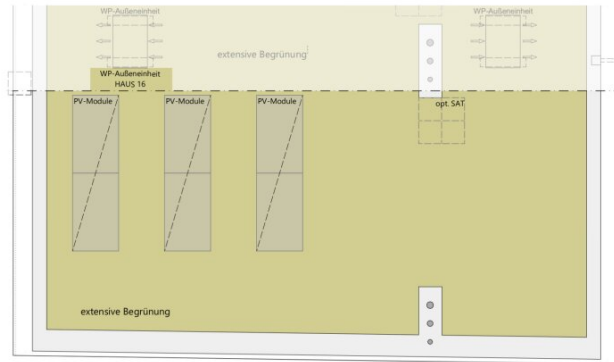 WP-Außeneinheit
WP-Außeneinheit
extensive Begrünung
WP-Außeneinheit
HAUS 16
PV-Module
PV-Module
PV-Module
opt. SAT
extensive Begrünung